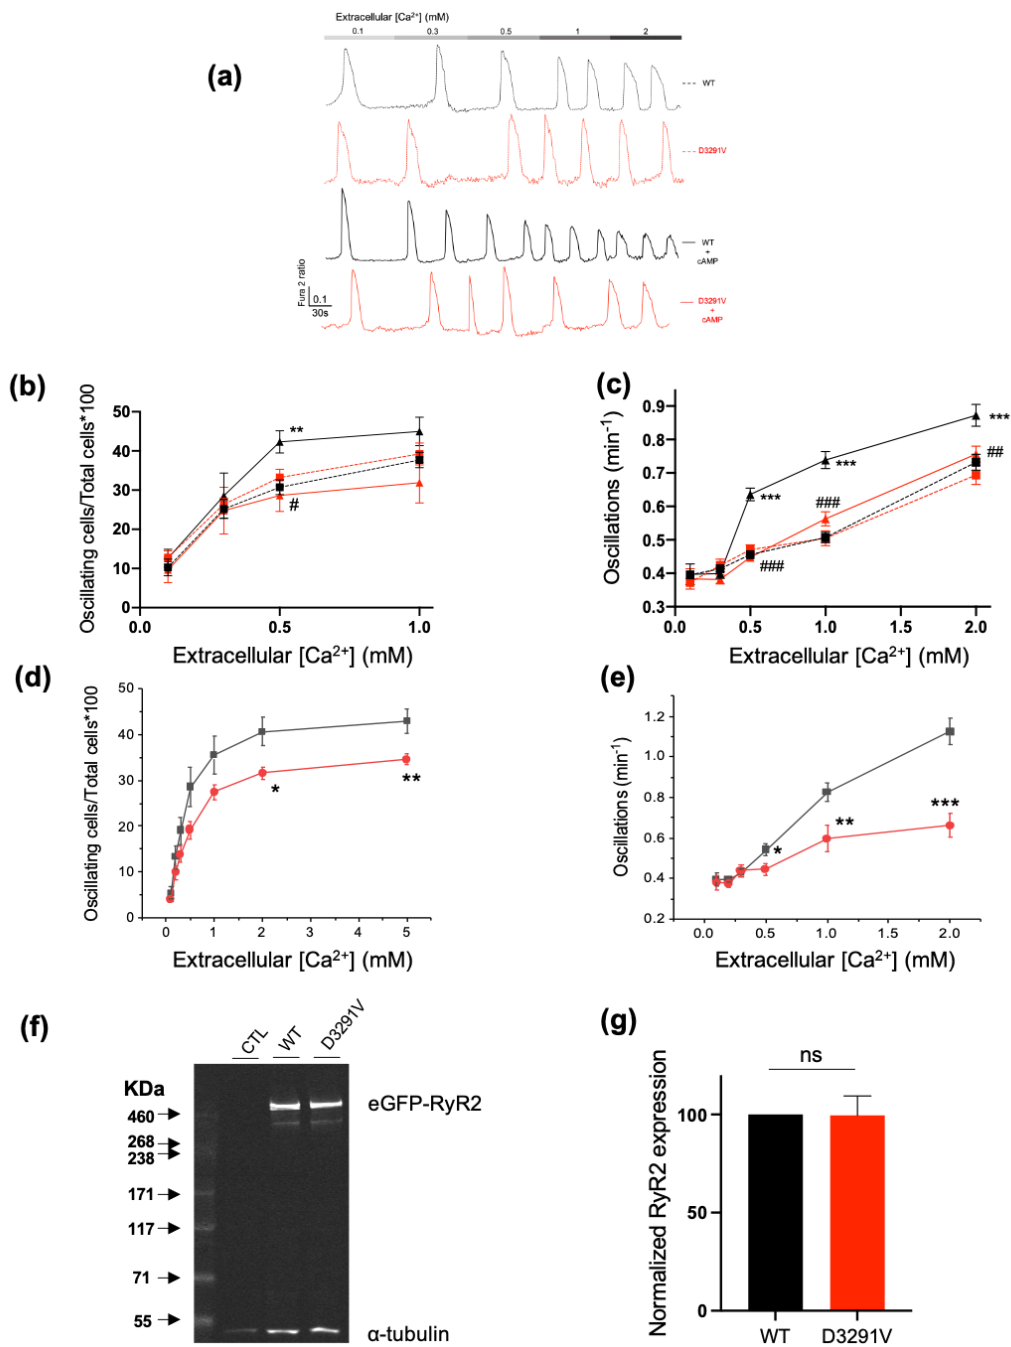 Extracellular [Ca²⁺] (mM)
0.1 0.3 0.5 1 2
(a)
WT
D3291V
WT
+
cAMP
D3291V
+
cAMP
Fura 2 ratio
0.1
30s
(b)
Oscillating cells/Total cells*100
50
40
30
20
10
0
0.0 0.5 1.0
**
#
Extracellular [Ca²⁺] (mM)
(c)
Oscillations (min⁻¹)
0.9
0.8
0.7
0.6
0.5
0.4
0.3
0.0 0.5 1.0 1.5 2.0
***
***
***
##
###
###
Extracellular [Ca²⁺] (mM)
(d)
Oscillating cells/Total cells*100
50
40
30
20
10
0
0 1 2 3 4 5
*
**
Extracellular [Ca²⁺] (mM)
(e)
Oscillations (min⁻¹)
1.2
1.0
0.8
0.6
0.4
0.2
0.0 0.5 1.0 1.5 2.0
*
**
***
Extracellular [Ca²⁺] (mM)
(f)
CTL WT D3291V
KDa
460
268
238
171
117
71
55
eGFP-RyR2
α-tubulin
(g)
Normalized RyR2 expression
ns
100
50
0
WT D3291V